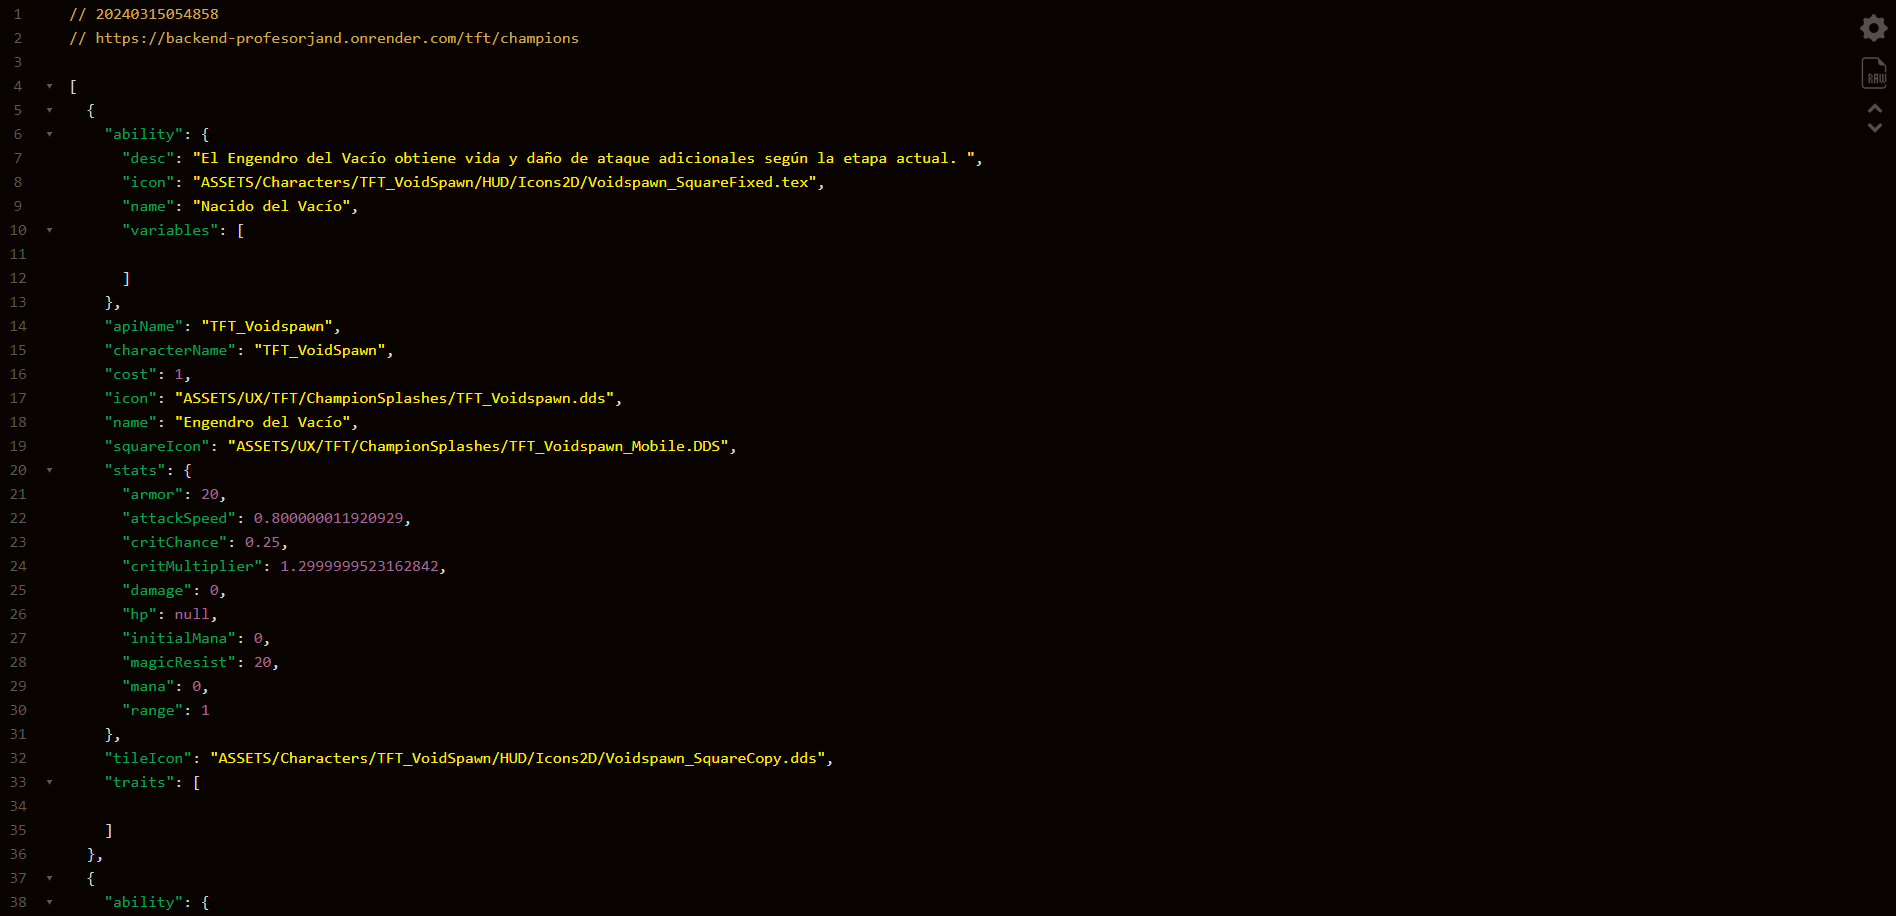 1 // 20240315054858
2 // https://backend-profesorjand.onrender.com/tft/champions
3
4 [
5 {
6 "ability": {
7 "desc": "El Engendro del Vacío obtiene vida y daño de ataque adicionales según la etapa actual. ",
8 "icon": "ASSETS/Characters/TFT_VoidSpawn/HUD/Icons2D/Voidspawn_SquareFixed.tex",
9 "name": "Nacido del Vacío",
10 "variables": [
11
12 ]
13 },
14 "apiName": "TFT_Voidspawn",
15 "characterName": "TFT_VoidSpawn",
16 "cost": 1,
17 "icon": "ASSETS/UX/TFT/ChampionSplashes/TFT_Voidspawn.dds",
18 "name": "Engendro del Vacío",
19 "squareIcon": "ASSETS/UX/TFT/ChampionSplashes/TFT_Voidspawn_Mobile.DDS",
20 "stats": {
21 "armor": 20,
22 "attackSpeed": 0.800000011920929,
23 "critChance": 0.25,
24 "critMultiplier": 1.2999999523162842,
25 "damage": 0,
26 "hp": null,
27 "initialMana": 0,
28 "magicResist": 20,
29 "mana": 0,
30 "range": 1
31 },
32 "tileIcon": "ASSETS/Characters/TFT_VoidSpawn/HUD/Icons2D/Voidspawn_SquareCopy.dds",
33 "traits": [
34
35 ]
36 },
37 {
38 "ability": {
RAW